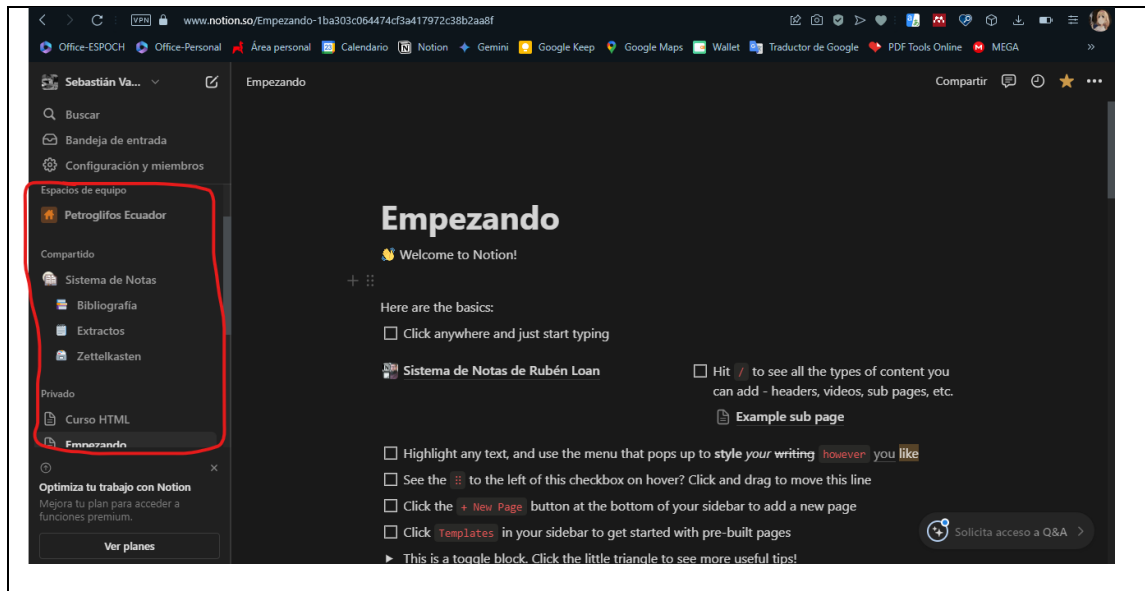 VPN www.notion.so/Empezando-1ba303c064474cf3a417972c38b2aa8f
Office-ESPOCH Office-Personal Área personal Calendario Notion Gemini Google Keep Google Maps Wallet Traductor de Google PDF Tools Online MEGA »
Sebastián Va...
Empezando
Compartir
Buscar
Bandeja de entrada
Configuración y miembros
Espacios de equipo
Petroglifos Ecuador
Compartido
Sistema de Notas
Bibliografía
Extractos
Zettelkasten
Privado
Curso HTML
Empezando
Optimiza tu trabajo con Notion
Mejora tu plan para acceder a
funciones premium.
Ver planes
Empezando
👋 Welcome to Notion!
Here are the basics:
Click anywhere and just start typing
Sistema de Notas de Rubén Loan
Hit / to see all the types of content you
can add - headers, videos, sub pages, etc.
Example sub page
Highlight any text, and use the menu that pops up to style your writing however you like
See the ⋮⋮ to the left of this checkbox on hover? Click and drag to move this line
Click the + New Page button at the bottom of your sidebar to add a new page
Click Templates in your sidebar to get started with pre-built pages
This is a toggle block. Click the little triangle to see more useful tips!
Solicita acceso a Q&A